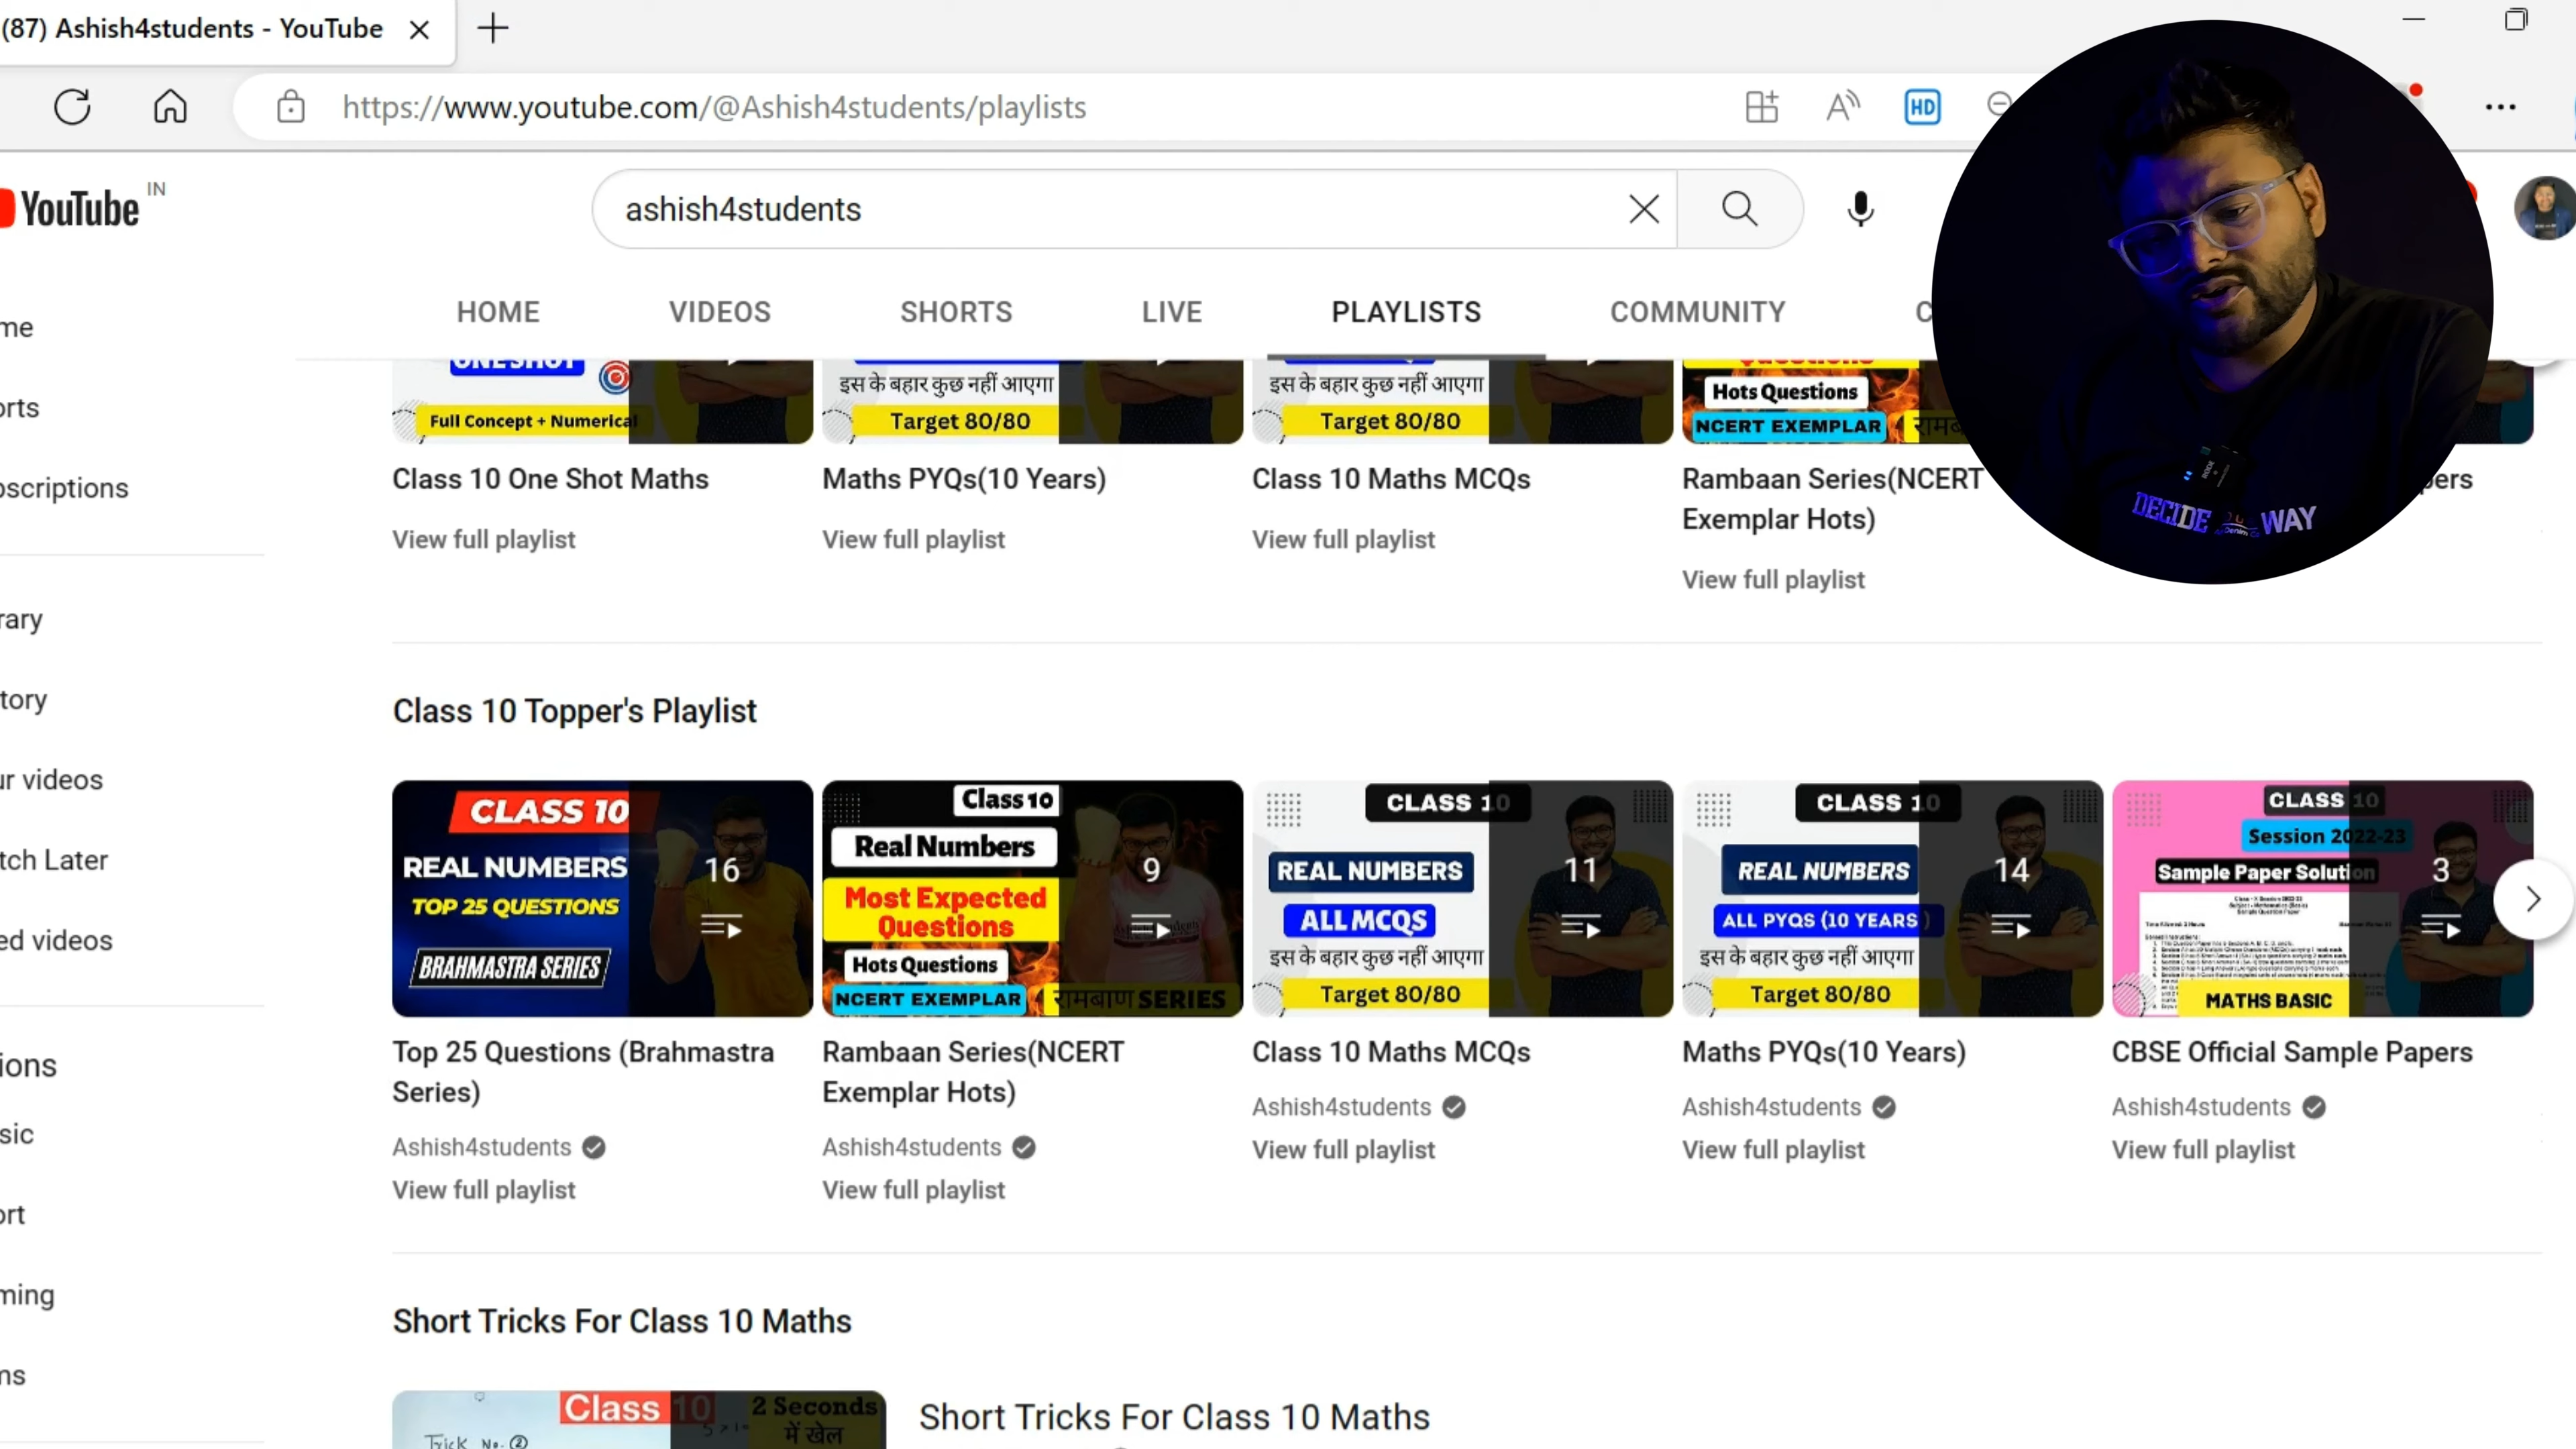 (87) Ashish4students - YouTube
https://www.youtube.com/@Ashish4students/playlists
HD
YouTube IN
ashish4students
HOME VIDEOS SHORTS LIVE PLAYLISTS COMMUNITY C
ONESHOT
Full Concept + Numerical
इस के बहार कुछ नहीं आएगा
Target 80/80
इस के बहार कुछ नहीं आएगा
Target 80/80
Questions
Hots Questions
NCERT EXEMPLAR
DECIDE WAY
Class 10 One Shot Maths
View full playlist
Maths PYQs(10 Years)
View full playlist
Class 10 Maths MCQs
View full playlist
Rambaan Series(NCERT
Exemplar Hots)
View full playlist
pers
me
orts
bscriptions
rary
tory
ur videos
tch Later
ed videos
ions
sic
ort
ming
ms
Class 10 Topper's Playlist
CLASS 10
REAL NUMBERS
TOP 25 QUESTIONS
BRAHMASTRA SERIES
16
Top 25 Questions (Brahmastra
Series)
Ashish4students
View full playlist
Class 10
Real Numbers
Most Expected
Questions
Hots Questions
NCERT EXEMPLAR
रामबाण SERIES
9
Rambaan Series(NCERT
Exemplar Hots)
Ashish4students
View full playlist
CLASS 10
REAL NUMBERS
ALL MCQS
इस के बहार कुछ नहीं आएगा
Target 80/80
11
Class 10 Maths MCQs
Ashish4students
View full playlist
CLASS 10
REAL NUMBERS
ALL PYQS (10 YEARS)
इस के बहार कुछ नहीं आएगा
Target 80/80
14
Maths PYQs(10 Years)
Ashish4students
View full playlist
CLASS 10
Session 2022-23
Sample Paper Solution
MATHS BASIC
3
CBSE Official Sample Papers
Ashish4students
View full playlist
Short Tricks For Class 10 Maths
Class 10
2 Seconds
में खेल
Trick No. ②
Short Tricks For Class 10 Maths